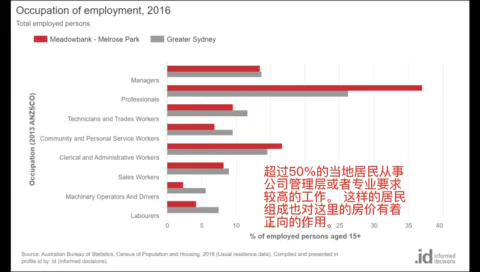 Occupation of employment, 2016
Total employed persons
Meadowbank - Melrose Park
Greater Sydney
Occupation (2013 ANZSCO)
Managers
Professionals
Technicians and Trades Workers
Community and Personal Service Workers
Clerical and Administrative Workers
Sales Workers
Machinery Operators And Drivers
Labourers
超过50%的当地居民从事
公司管理层或者专业要求
较高的工作。 这样的居民
组成也对这里的房价有着
正向的作用。
0 5 10 15 20 25 30 35 40
% of employed persons aged 15+
Source: Australian Bureau of Statistics, Census of Population and Housing, 2016 (Usual residence data). Compiled and presented in
profile.id by .id (informed decisions).
.id informed
decisions